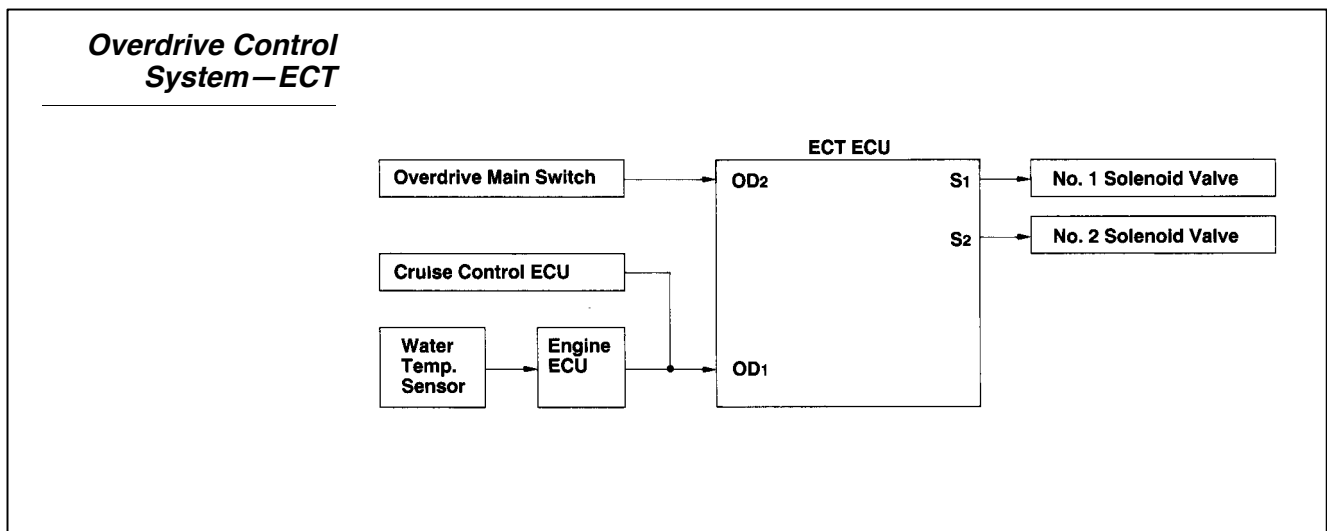 Overdrive Control
System—ECT
ECT ECU
Overdrive Main Switch
OD2
S1
No. 1 Solenoid Valve
S2
No. 2 Solenoid Valve
Cruise Control ECU
Water
Temp.
Sensor
Engine
ECU
OD1